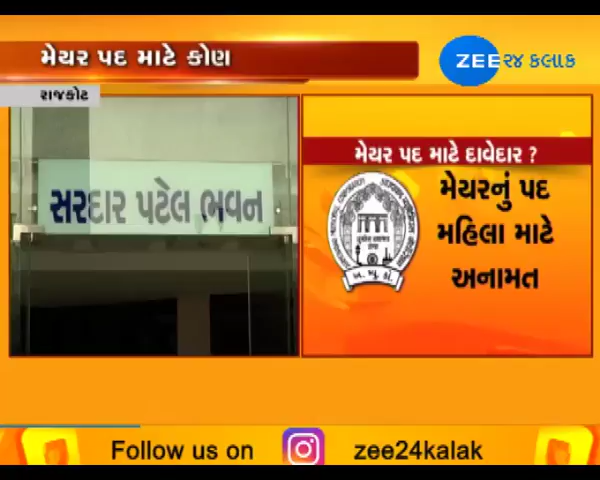 મેયર પદ માટે કોણ
ZEE ૨૪ કલાક
રાજકોટ
સરદાર પટેલ ભવન
મેયર પદ માટે દાવેદાર ?
મેયરનું પદ
મહિલા માટે
અનામત
અ. મ્યુ. કો.
Follow us on
zee24kalak